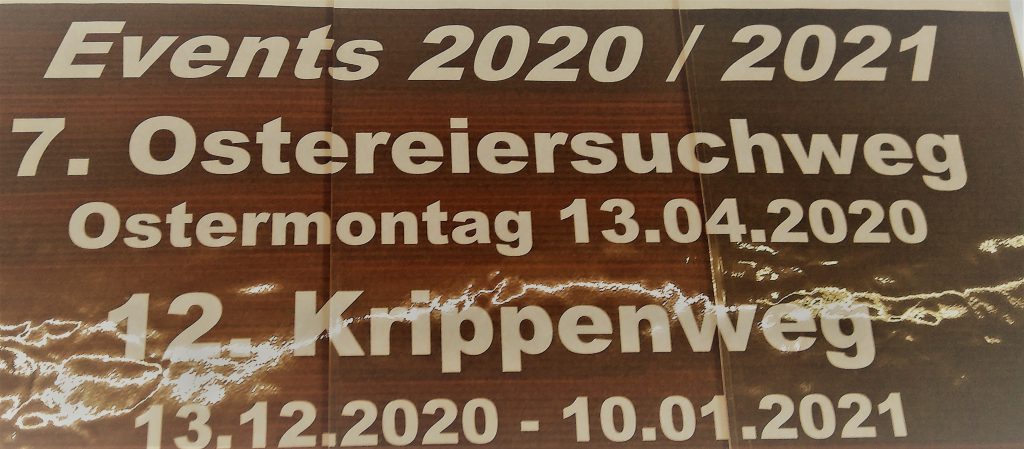 Events 2020 / 2021
7. Ostereiersuchweg
Ostermontag 13.04.2020
12. Krippenweg
13.12.2020 - 10.01.2021